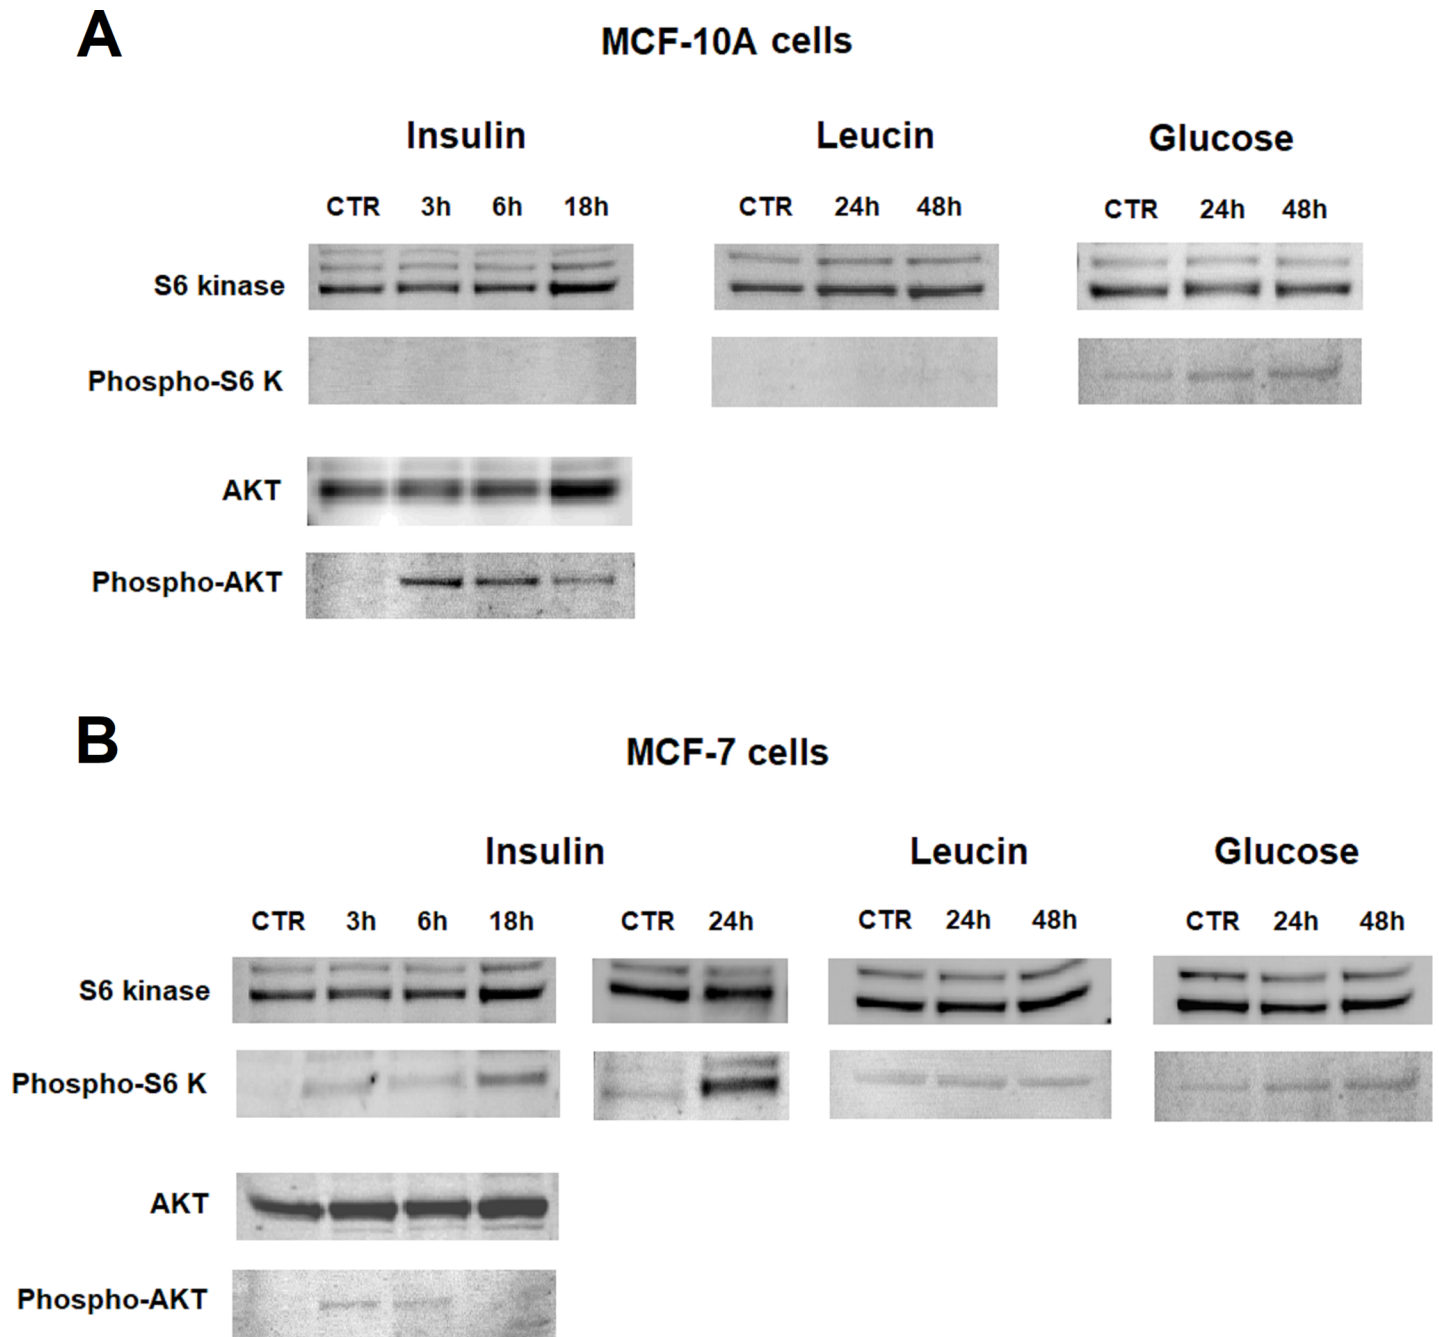 A
MCF-10A cells
Insulin Leucin Glucose
CTR 3h 6h 18h CTR 24h 48h CTR 24h 48h
S6 kinase
Phospho-S6 K
AKT
Phospho-AKT
B
MCF-7 cells
Insulin Leucin Glucose
CTR 3h 6h 18h CTR 24h CTR 24h 48h CTR 24h 48h
S6 kinase
Phospho-S6 K
AKT
Phospho-AKT